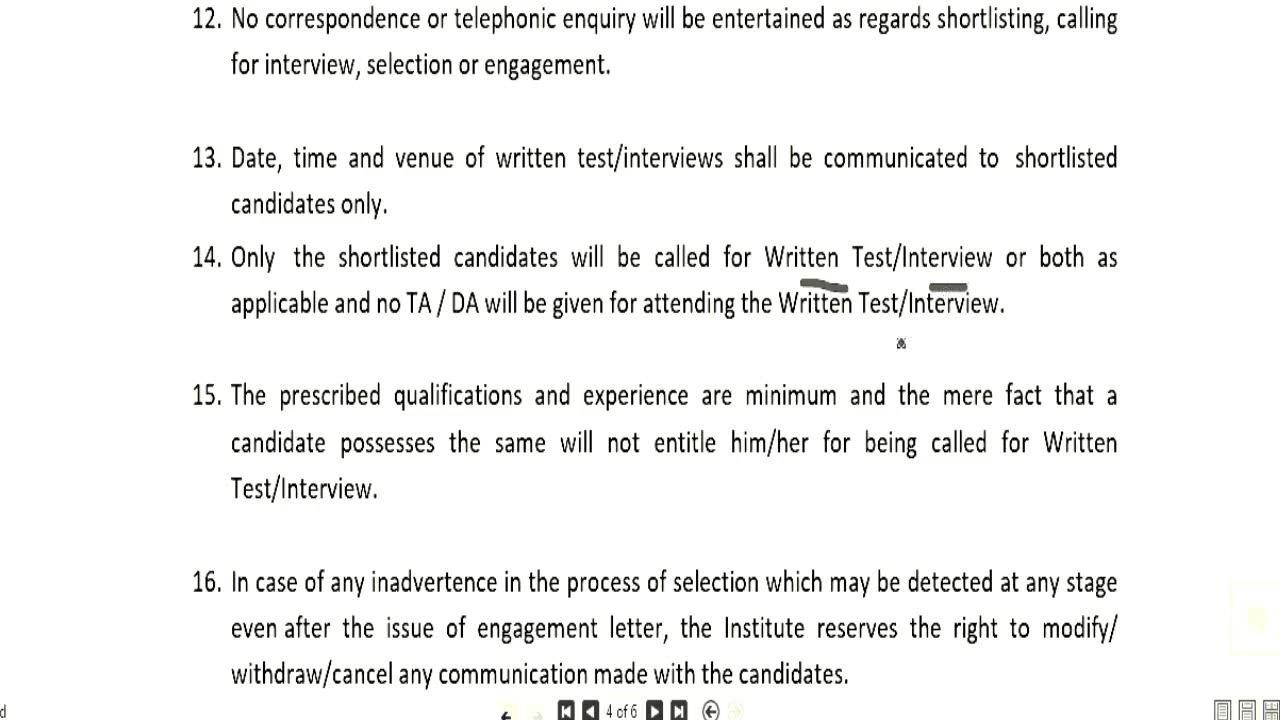 12. No correspondence or telephonic enquiry will be entertained as regards shortlisting, calling
for interview, selection or engagement.
13. Date, time and venue of written test/interviews shall be communicated to shortlisted
candidates only.
14. Only the shortlisted candidates will be called for Written Test/Interview or both as
applicable and no TA / DA will be given for attending the Written Test/Interview.
15. The prescribed qualifications and experience are minimum and the mere fact that a
candidate possesses the same will not entitle him/her for being called for Written
Test/Interview.
16. In case of any inadvertence in the process of selection which may be detected at any stage
even after the issue of engagement letter, the Institute reserves the right to modify/
withdraw/cancel any communication made with the candidates.
d
4 of 6